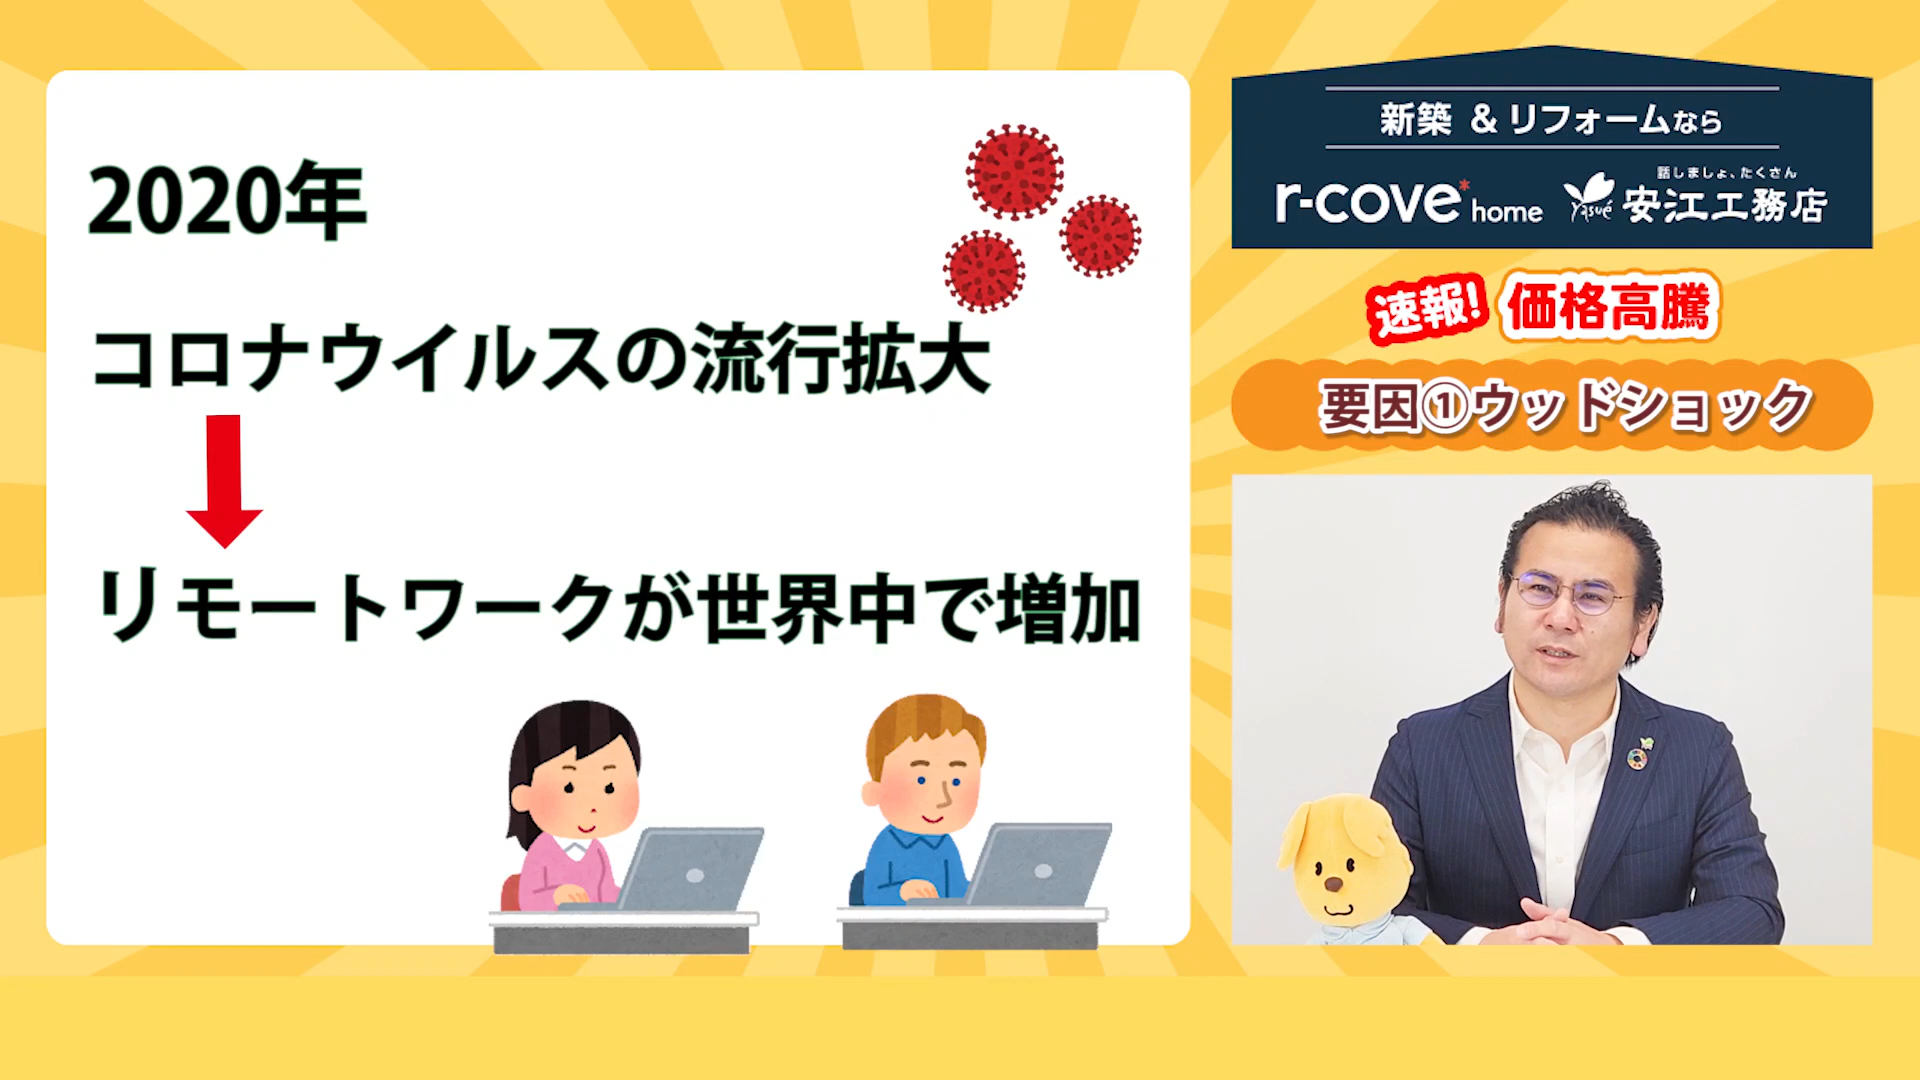 2020年
コロナウイルスの流行拡大
リモートワークが世界中で増加
新築 & リフォームなら
r-cove* home
話しましょ、たくさん
yasué 安江工務店
速報! 価格高騰
要因①ウッドショック